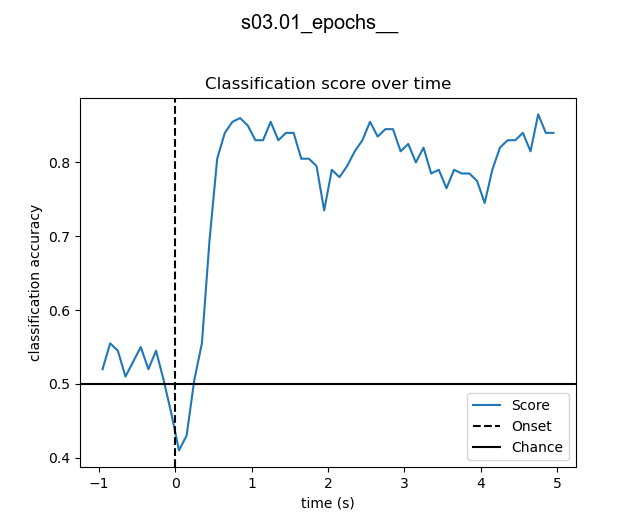 s03.01_epochs__
Classification score over time
classification accuracy
0.8
0.7
0.6
0.5
0.4
Score
Onset
Chance
−1
0
1
2
3
4
5
time (s)